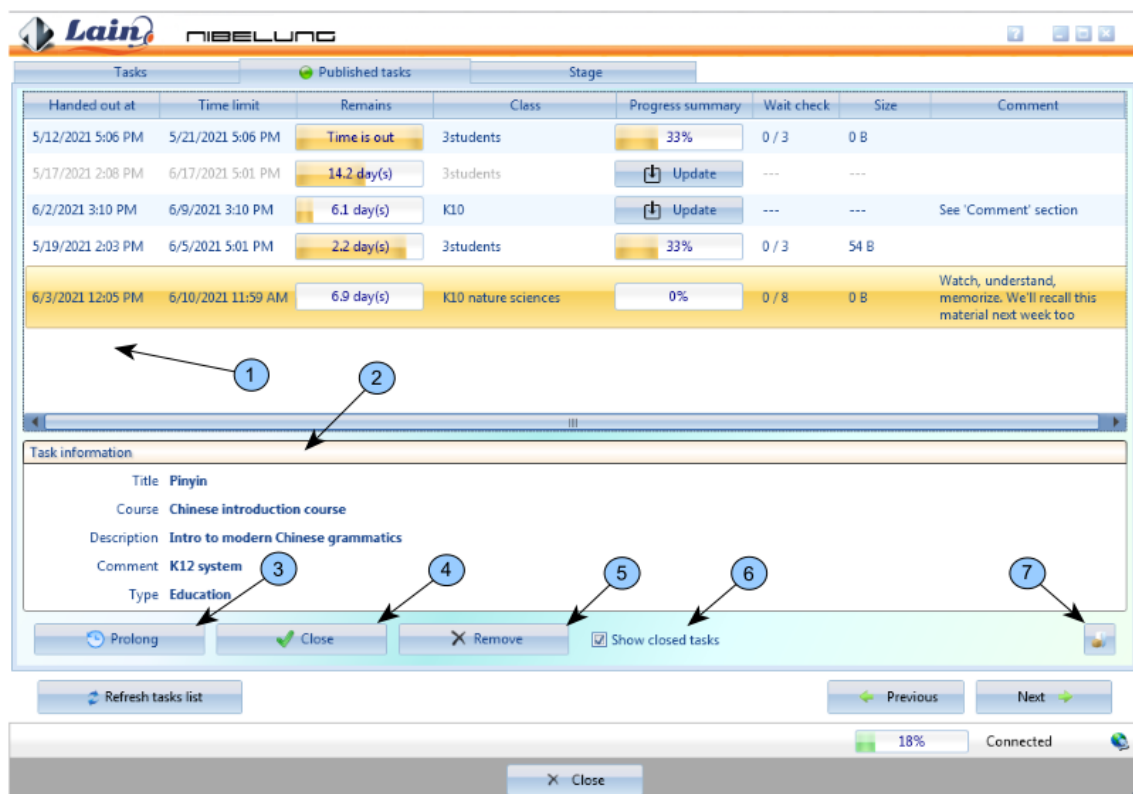 Lain NIBELUNG ?
Tasks Published tasks Stage
Handed out at Time limit Remains Class Progress summary Wait check Size Comment
5/12/2021 5:06 PM 5/21/2021 5:06 PM Time is out 3students 33% 0 / 3 0 B
5/17/2021 2:08 PM 6/17/2021 5:01 PM 14.2 day(s) 3students Update --- ---
6/2/2021 3:10 PM 6/9/2021 3:10 PM 6.1 day(s) K10 Update --- --- See 'Comment' section
5/19/2021 2:03 PM 6/5/2021 5:01 PM 2.2 day(s) 3students 33% 0 / 3 54 B
6/3/2021 12:05 PM 6/10/2021 11:59 AM 6.9 day(s) K10 nature sciences 0% 0 / 8 0 B Watch, understand,
memorize. We'll recall this
material next week too
1
2
Task information
Title Pinyin
Course Chinese introduction course
Description Intro to modern Chinese grammatics
Comment K12 system
Type Education
3 4 5 6 7
Prolong Close Remove Show closed tasks
Refresh tasks list Previous Next
18% Connected
Close